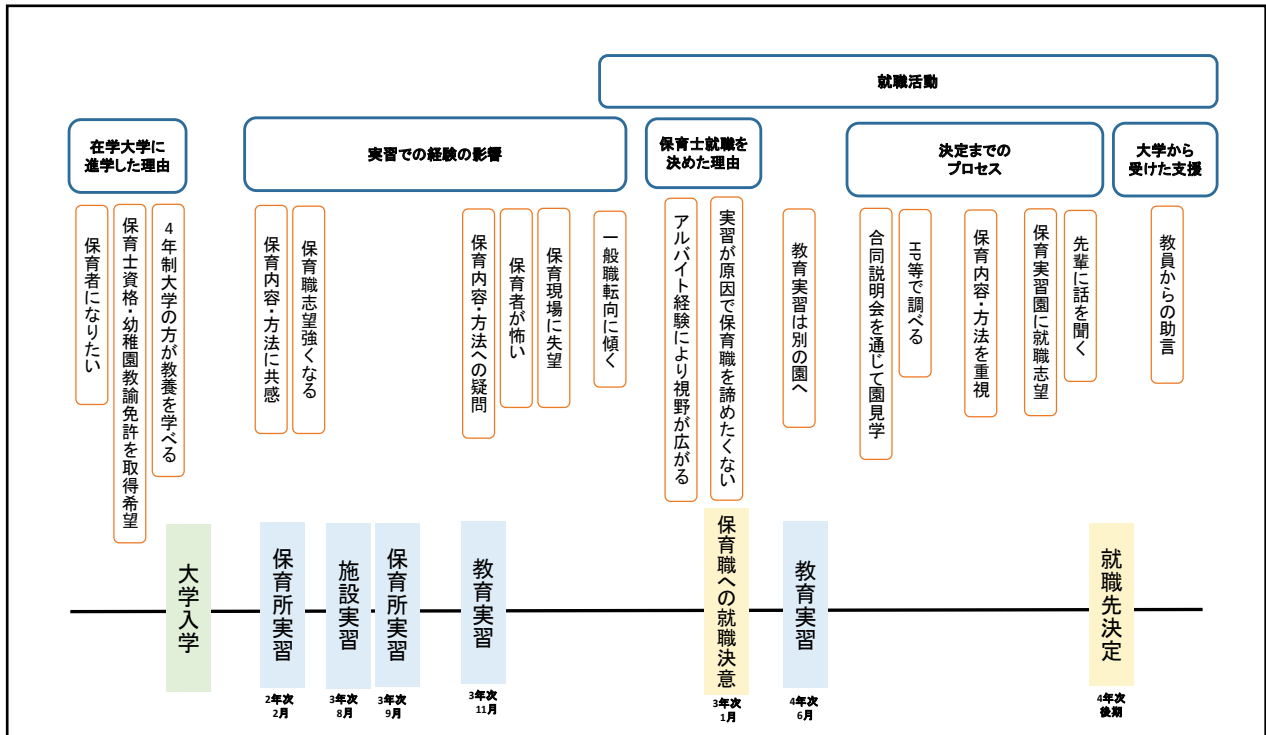 就職活動
在学大学に
進学した理由
実習での経験の影響
保育士就職を
決めた理由
決定までの
プロセス
大学から
受けた支援
保育者になりたい
保育士資格・幼稚園教諭免許を取得希望
4年制大学の方が教養を学べる
保育内容・方法に共感
保育職志望強くなる
保育内容・方法への疑問
保育者が怖い
保育現場に失望
一般職転向に傾く
アルバイト経験により視野が広がる
実習が原因で保育職を諦めたくない
教育実習は別の園へ
合同説明会を通じて園見学
HP等で調べる
保育内容・方法を重視
保育実習園に就職志望
先輩に話を聞く
教員からの助言
大学入学
保育所実習
施設実習
保育所実習
教育実習
保育職への就職決意
教育実習
就職先決定
2年次
2月
3年次
8月
3年次
9月
3年次
11月
3年次
1月
4年次
6月
4年次
後期